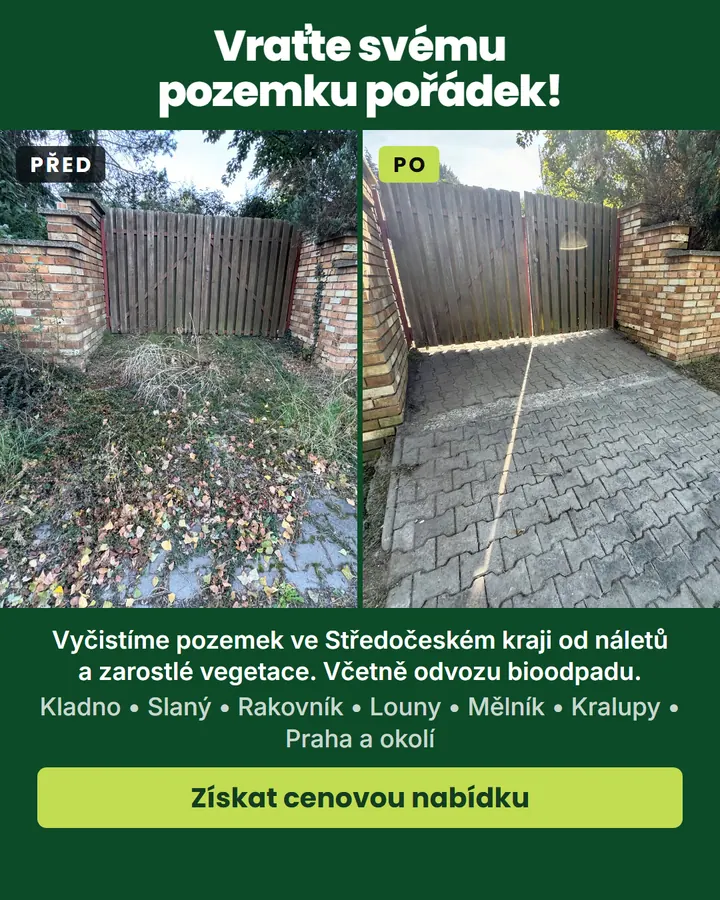 Vraťte svému
pozemku pořádek!
PŘED
PO
Vyčistíme pozemek ve Středočeském kraji od náletů
a zarostlé vegetace. Včetně odvozu bioodpadu.
Kladno • Slaný • Rakovník • Louny • Mělník • Kralupy •
Praha a okolí
Získat cenovou nabídku